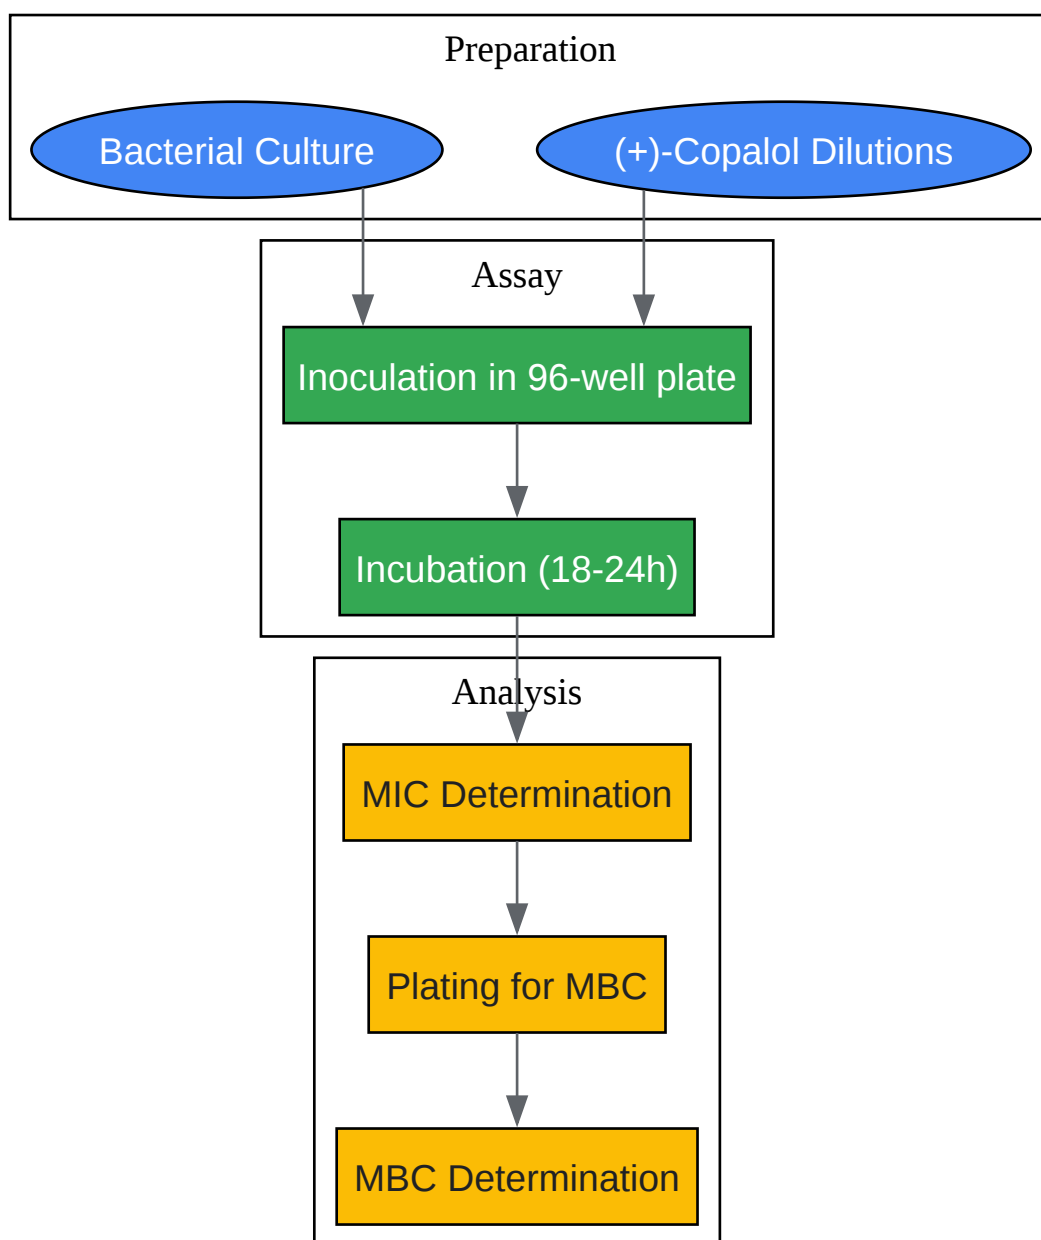 Preparation
Bacterial Culture
(+)-Copalol Dilutions
Assay
Inoculation in 96-well plate
Incubation (18-24h)
Analysis
MIC Determination
Plating for MBC
MBC Determination